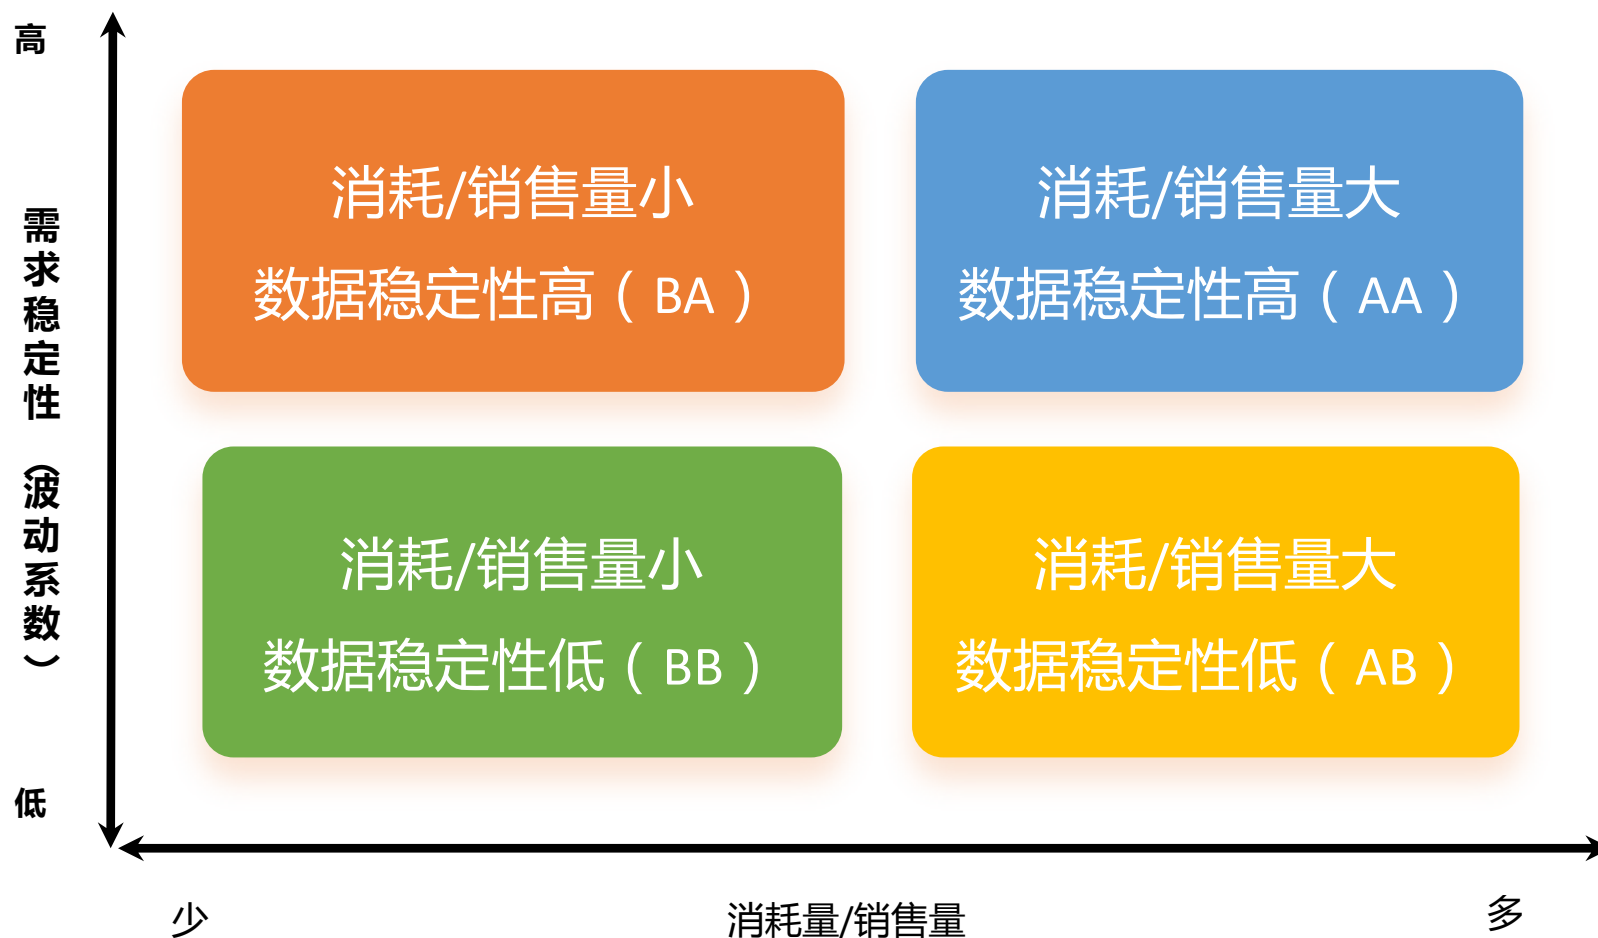 高
需求稳定性（波动系数）
低
消耗/销售量小
数据稳定性高（BA）
消耗/销售量大
数据稳定性高（AA）
消耗/销售量小
数据稳定性低（BB）
消耗/销售量大
数据稳定性低（AB）
少
消耗量/销售量
多